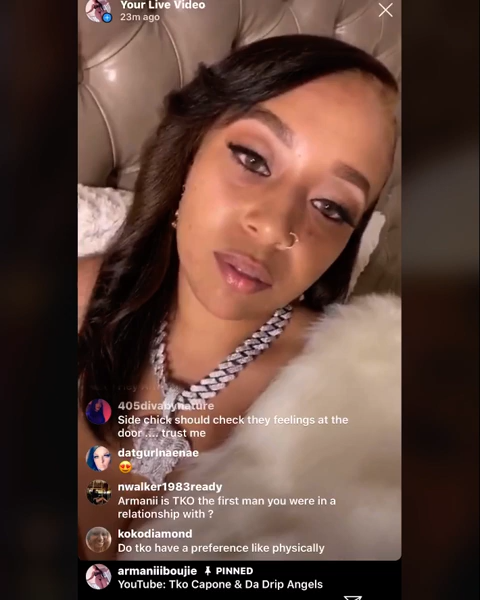 Your Live Video
23m ago
405divabynature
Side chick should check they feelings at the
door .... trust me
datgurlnaenae
😍
nwalker1983ready
Armanii is TKO the first man you were in a
relationship with ?
kokodiamond
Do tko have a preference like physically
armaniiiboujie PINNED
YouTube: Tko Capone & Da Drip Angels